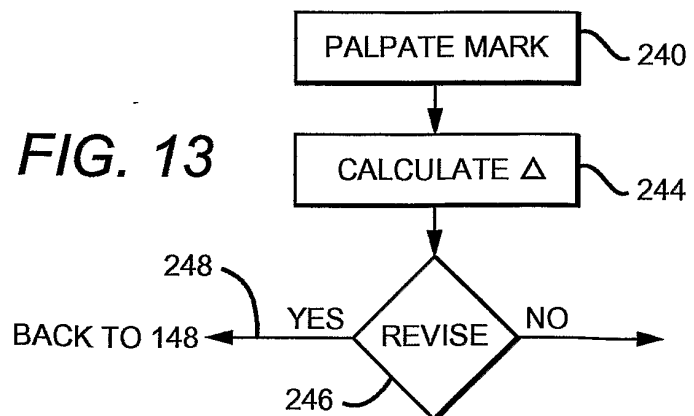 PALPATE MARK
240
FIG. 13
CALCULATE Δ
244
248
BACK TO 148
YES
REVISE
NO
246